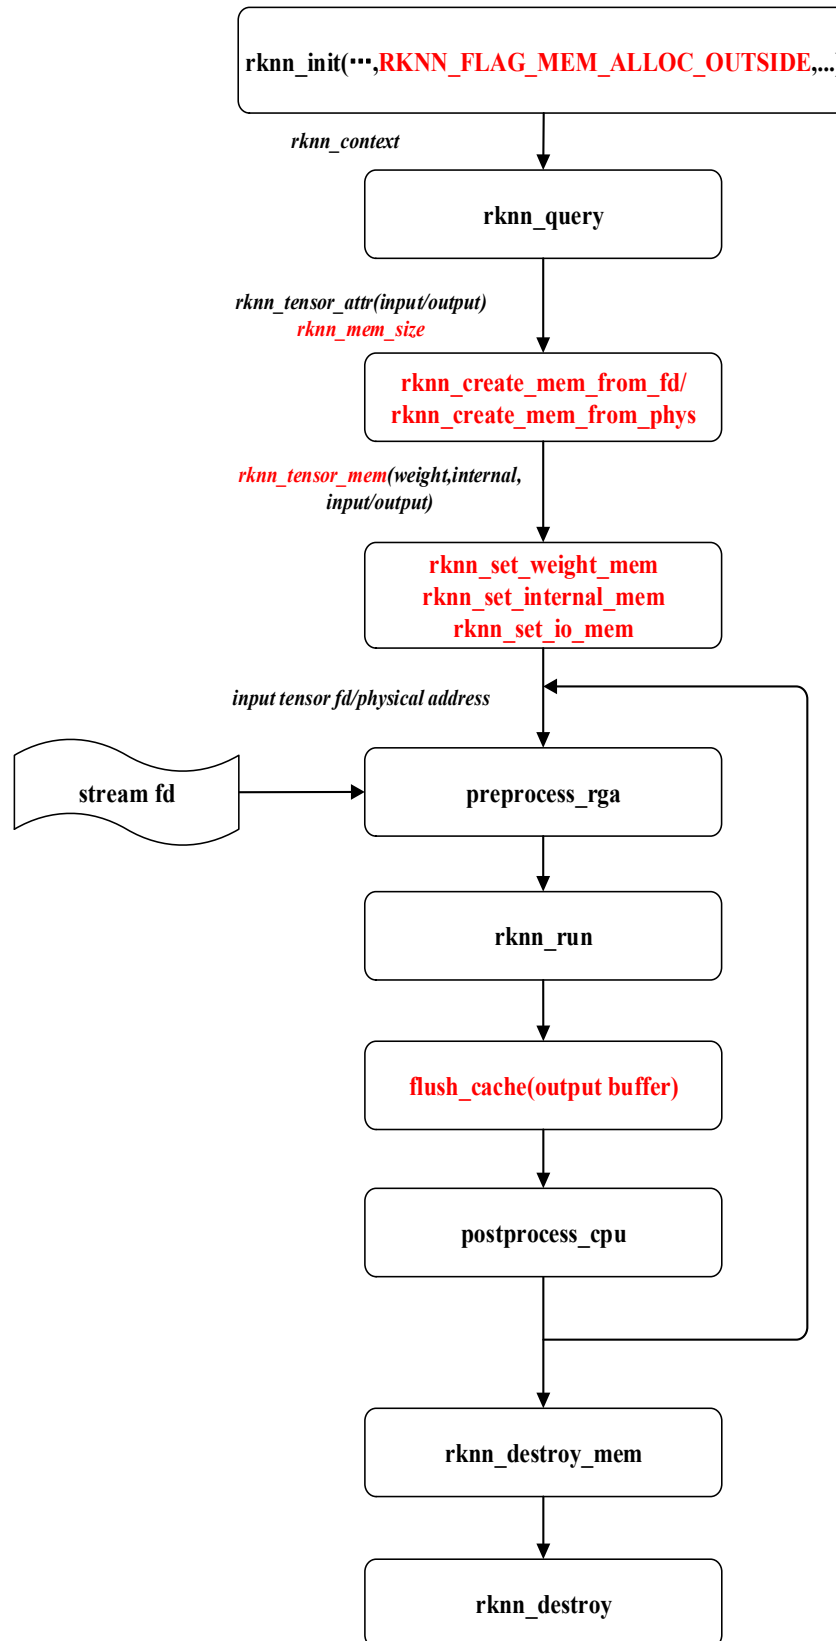 rknn_init(···,RKNN_FLAG_MEM_ALLOC_OUTSIDE,...)
rknn_context
rknn_query
rknn_tensor_attr(input/output)
rknn_mem_size
rknn_create_mem_from_fd/
rknn_create_mem_from_phys
rknn_tensor_mem(weight,internal,
input/output)
rknn_set_weight_mem
rknn_set_internal_mem
rknn_set_io_mem
input tensor fd/physical address
stream fd
preprocess_rga
rknn_run
flush_cache(output buffer)
postprocess_cpu
rknn_destroy_mem
rknn_destroy